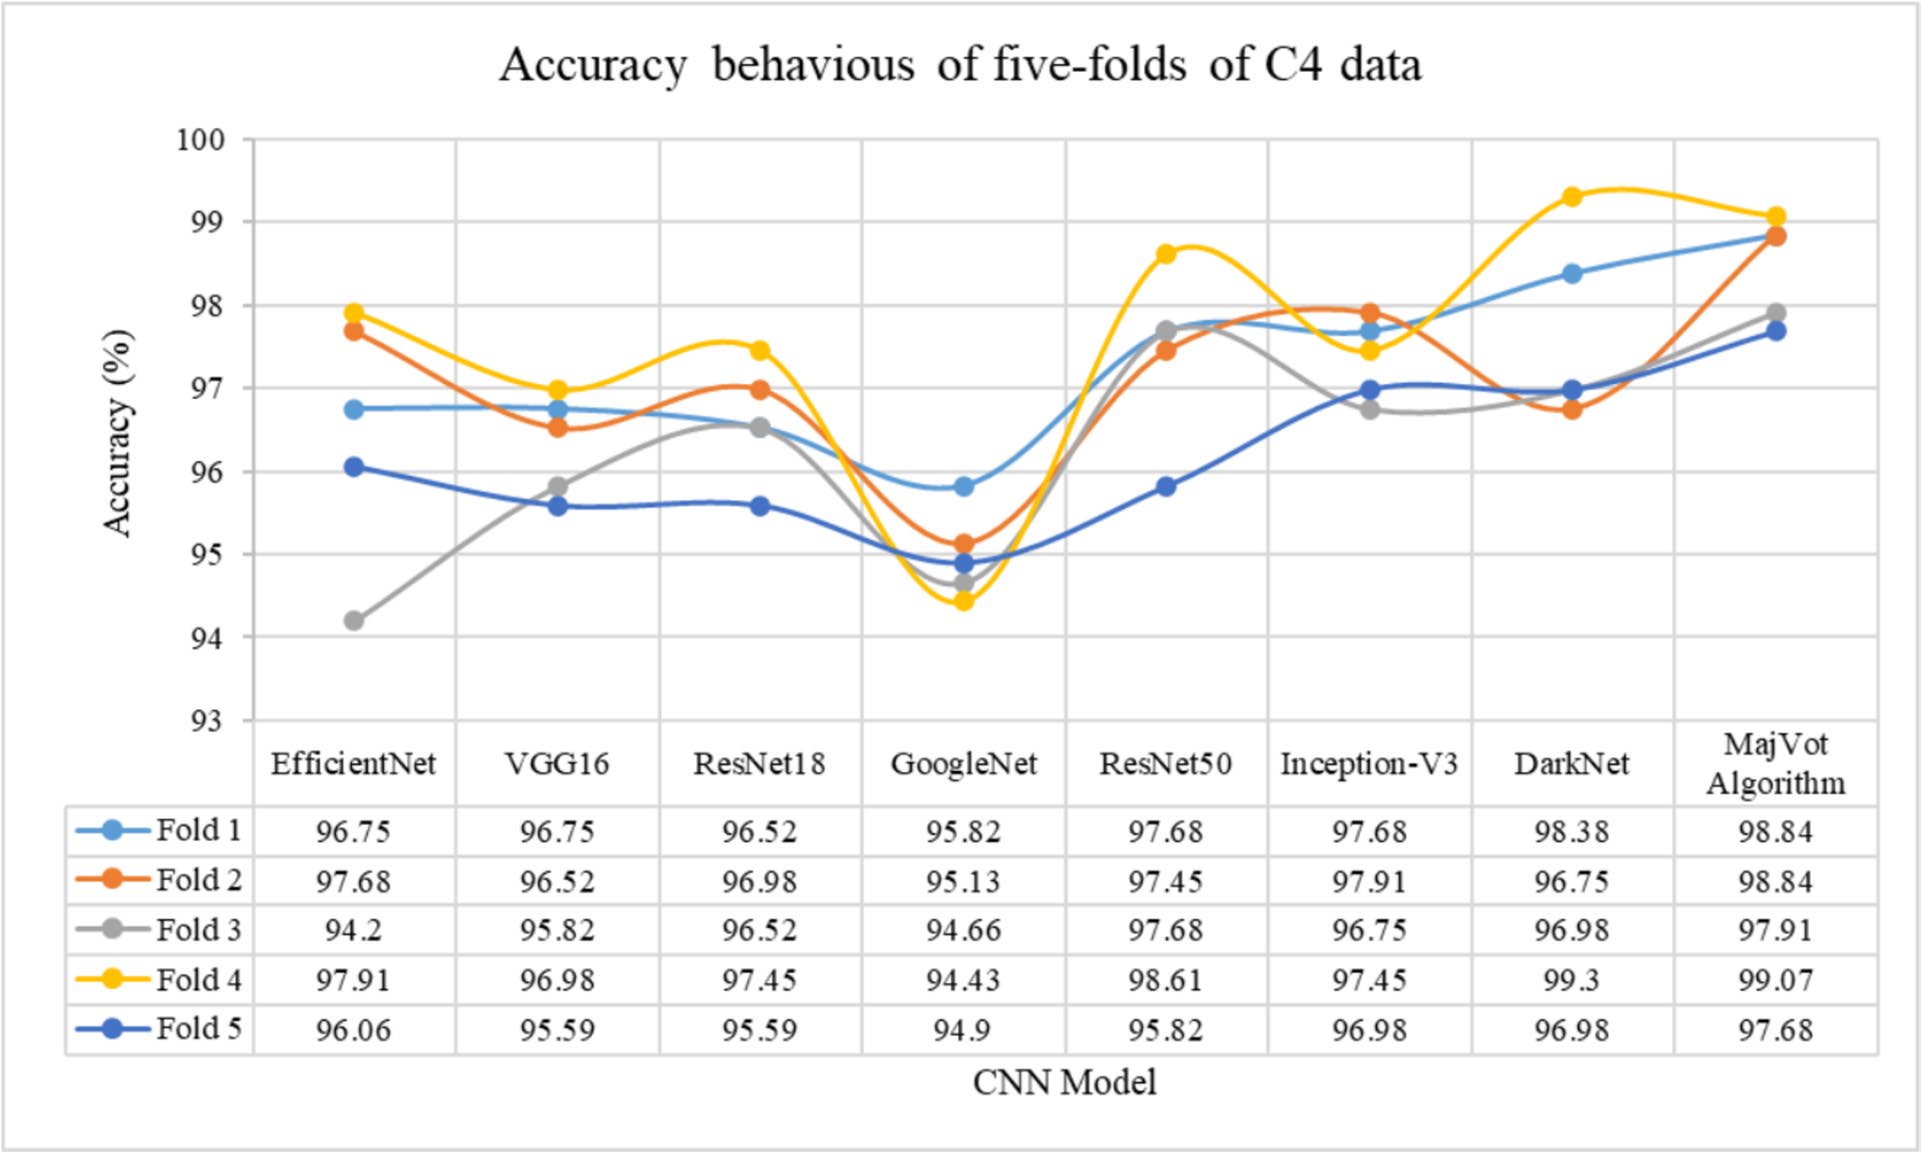 Accuracy behavious of five-folds of C4 data
100
99
98
97
96
95
94
93
Accuracy (%)
EfficientNet VGG16 ResNet18 GoogleNet ResNet50 Inception-V3 DarkNet MajVot Algorithm
Fold 1 96.75 96.75 96.52 95.82 97.68 97.68 98.38 98.84
Fold 2 97.68 96.52 96.98 95.13 97.45 97.91 96.75 98.84
Fold 3 94.2 95.82 96.52 94.66 97.68 96.75 96.98 97.91
Fold 4 97.91 96.98 97.45 94.43 98.61 97.45 99.3 99.07
Fold 5 96.06 95.59 95.59 94.9 95.82 96.98 96.98 97.68
CNN Model